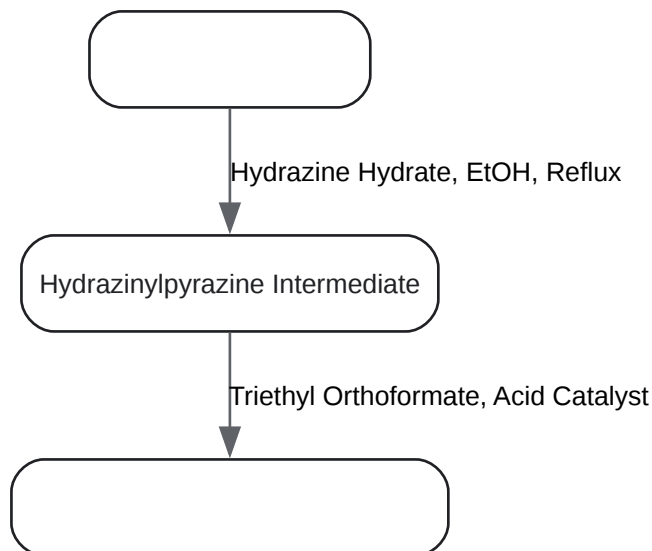 Hydrazine Hydrate, EtOH, Reflux
Hydrazinylpyrazine Intermediate
Triethyl Orthoformate, Acid Catalyst